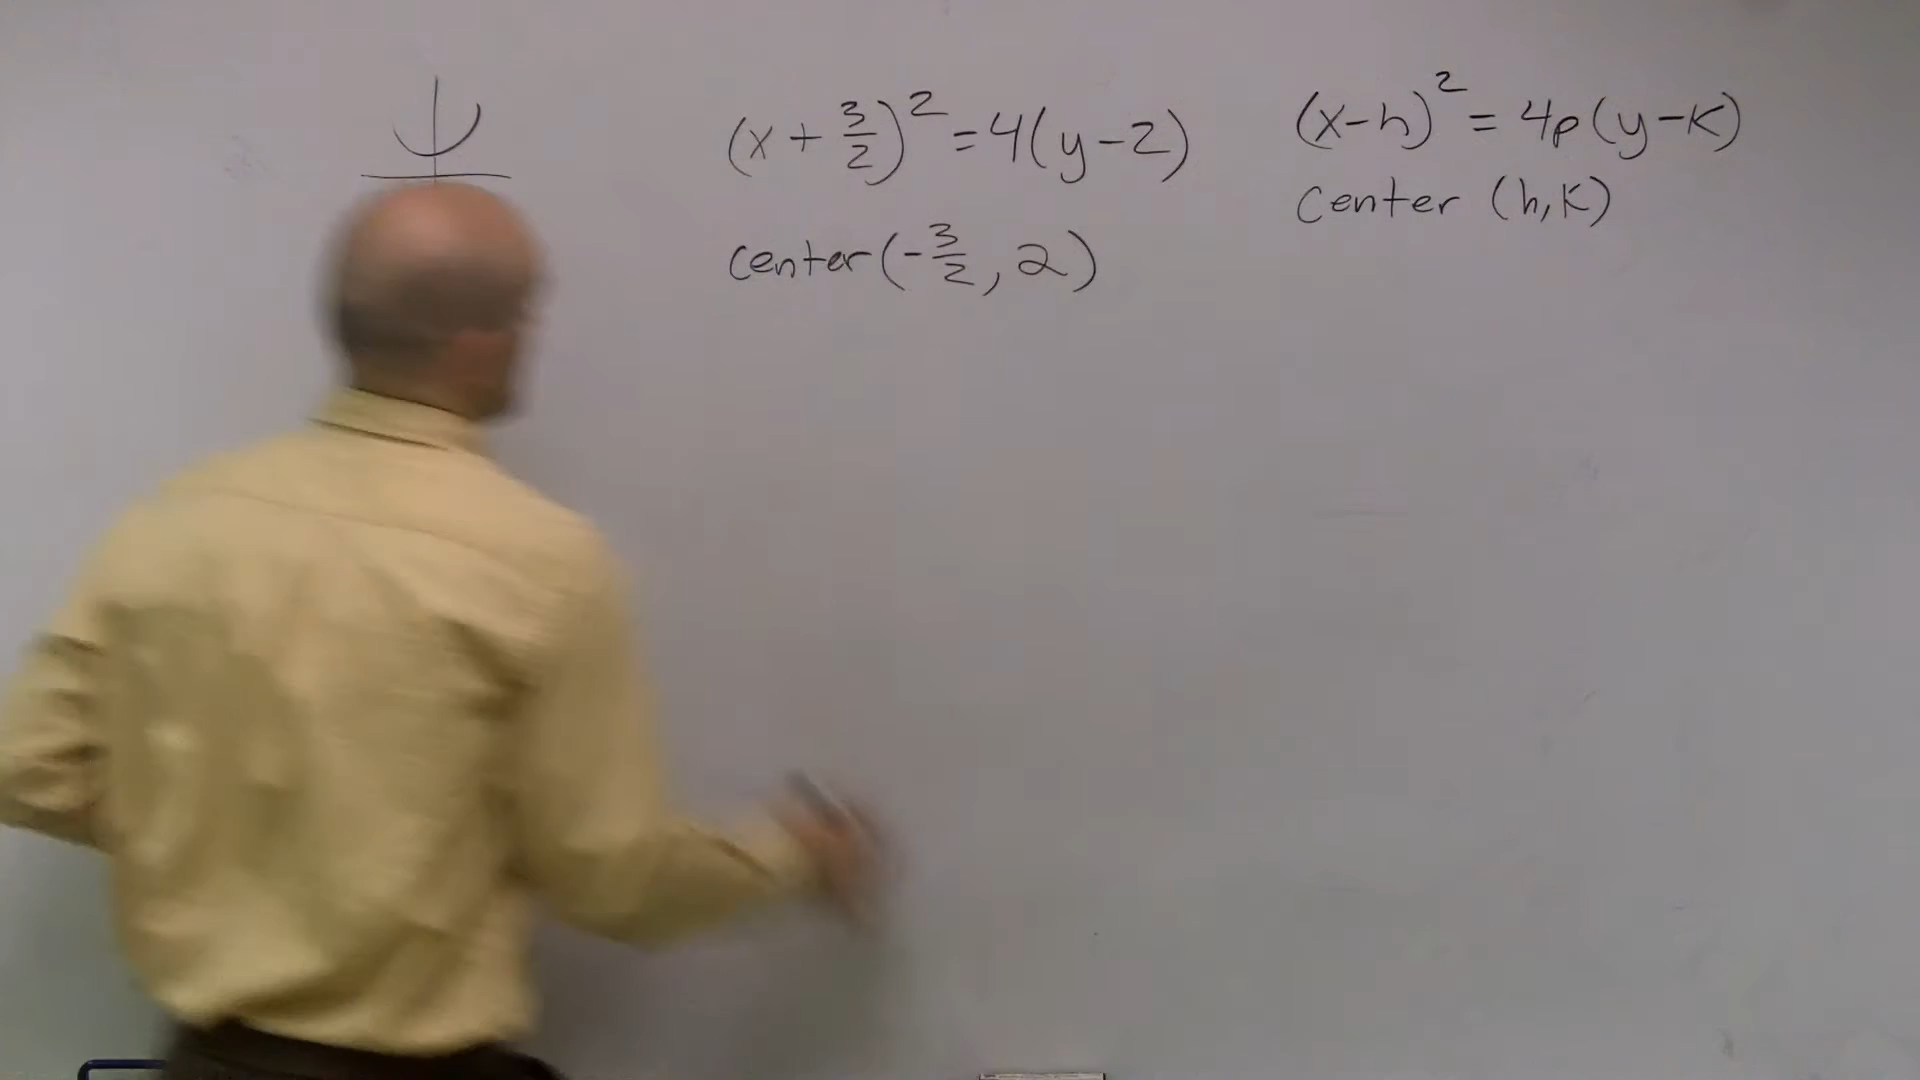 (x + 3/2)² = 4(y - 2)
center (-3/2, 2)
(x - h)² = 4p(y - k)
Center (h, k)